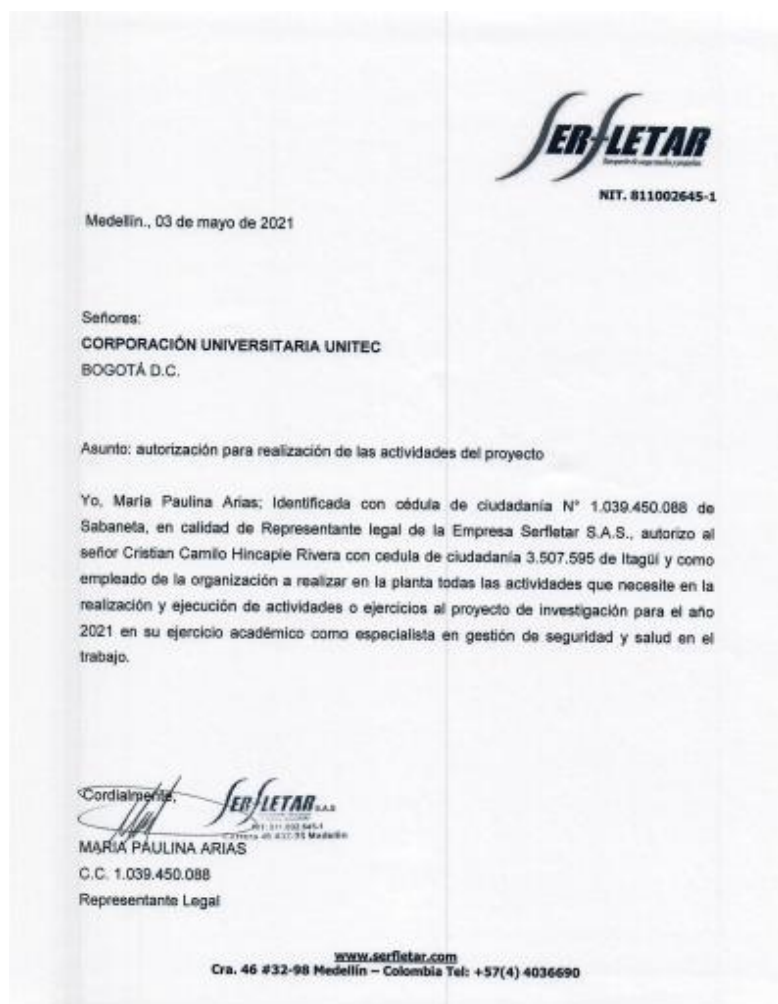 SERFLETAR
NIT. 811002645-1
Medellín., 03 de mayo de 2021
Señores:
CORPORACIÓN UNIVERSITARIA UNITEC
BOGOTÁ D.C.
Asunto: autorización para realización de las actividades del proyecto
Yo, Maria Paulina Arias; Identificada con cédula de ciudadanía N° 1.039.450.088 de
Sabaneta, en calidad de Representante legal de la Empresa Serfletar S.A.S., autorizo al
señor Cristian Camilo Hincapie Rivera con cedula de ciudadanía 3.507.595 de Itagüí y como
empleado de la organización a realizar en la planta todas las actividades que necesite en la
realización y ejecución de actividades o ejercicios al proyecto de investigación para el año
2021 en su ejercicio académico como especialista en gestión de seguridad y salud en el
trabajo.
Cordialmente,
SERFLETAR S.A.S
MARIA PAULINA ARIAS
C.C. 1.039.450.088
Representante Legal
www.serfletar.com
Cra. 46 #32-98 Medellín – Colombia Tel: +57(4) 4036690